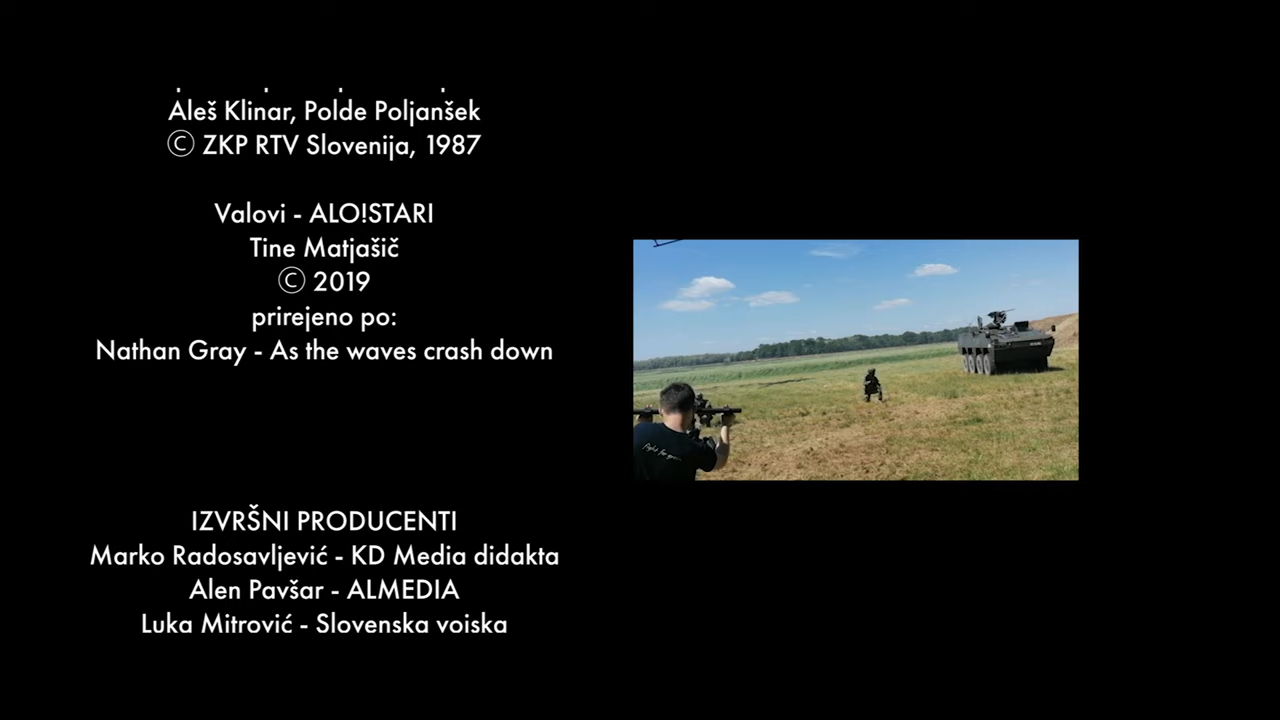 Aleš Klinar, Polde Poljanšek
© ZKP RTV Slovenija, 1987
Valovi - ALO!STARI
Tine Matjašič
© 2019
prirejeno po:
Nathan Gray - As the waves crash down
IZVRŠNI PRODUCENTI
Marko Radosavljević - KD Media didakta
Alen Pavšar - ALMEDIA
Luka Mitrović - Slovenska vojska